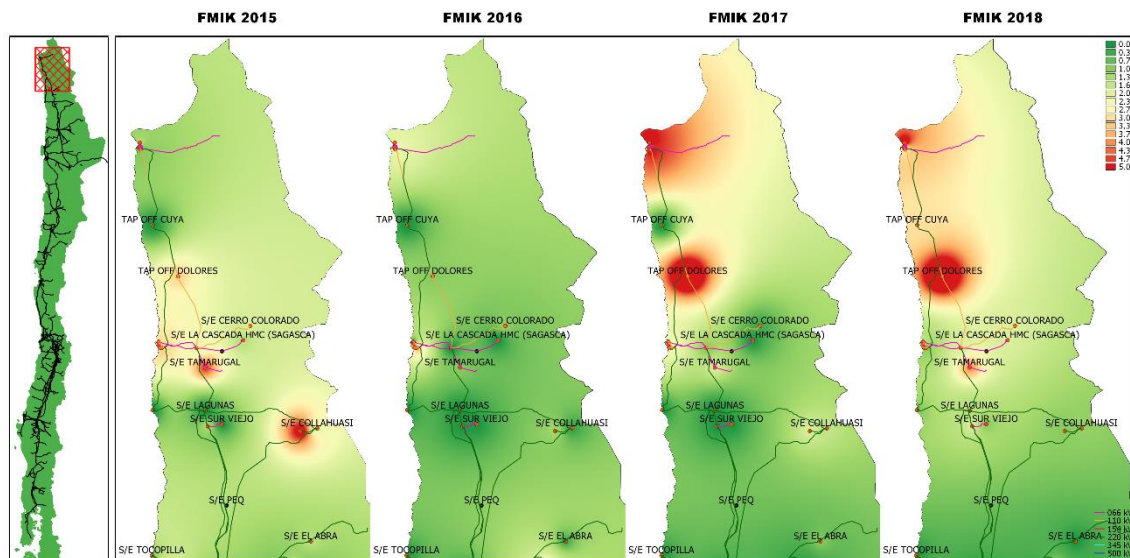 FMIK 2015
FMIK 2016
FMIK 2017
FMIK 2018
TAP OFF CUYA
TAP OFF DOLORES
S/E CERRO COLORADO
S/E LA CASCADA HMC (SAGASCA)
S/E TAMARUGAL
S/E LAGUNAS
S/E SUR VIEJO
S/E COLLAHUASI
S/E PEQ
S/E EL ABRA
S/E TOCOPILLA
TAP OFF CUYA
TAP OFF DOLORES
S/E CERRO COLORADO
S/E LA CASCADA HMC (SAGASCA)
S/E TAMARUGAL
S/E LAGUNAS
S/E SUR VIEJO
S/E COLLAHUASI
S/E PEQ
S/E EL ABRA
S/E TOCOPILLA
TAP OFF CUYA
TAP OFF DOLORES
S/E CERRO COLORADO
S/E LA CASCADA HMC (SAGASCA)
S/E TAMARUGAL
S/E LAGUNAS
S/E SUR VIEJO
S/E COLLAHUASI
S/E PEQ
S/E EL ABRA
S/E TOCOPILLA
TAP OFF CUYA
TAP OFF DOLORES
S/E CERRO COLORADO
S/E LA CASCADA HMC (SAGASCA)
S/E TAMARUGAL
S/E LAGUNAS
S/E SUR VIEJO
S/E COLLAHUASI
S/E PEQ
S/E EL ABRA
S/E TOCOPILLA
0.0
0.3
0.7
1.0
1.3
1.6
2.0
2.3
2.7
3.0
3.3
3.7
4.0
4.3
4.7
5.0
066 k
110 k
154 k
220 k
345 k
500 k